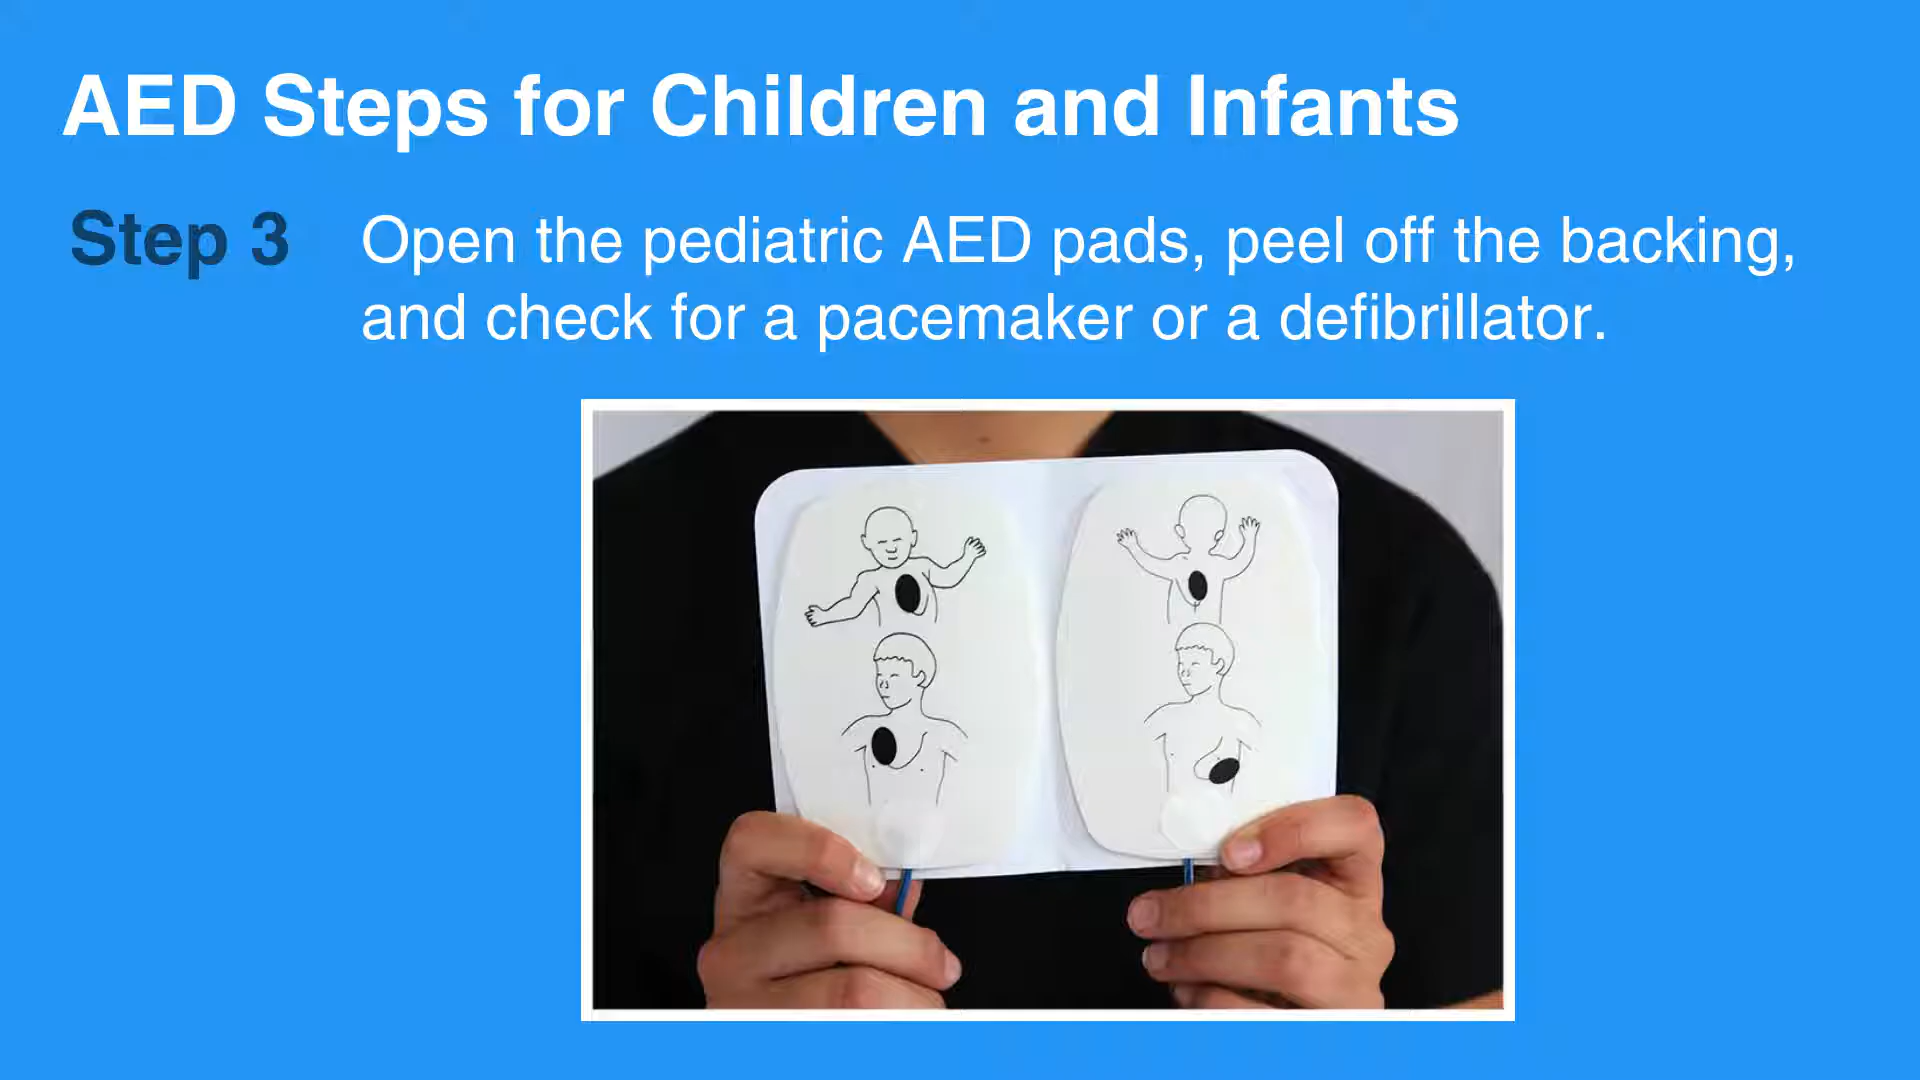 AED Steps for Children and Infants
Step 3 Open the pediatric AED pads, peel off the backing,
and check for a pacemaker or a defibrillator.